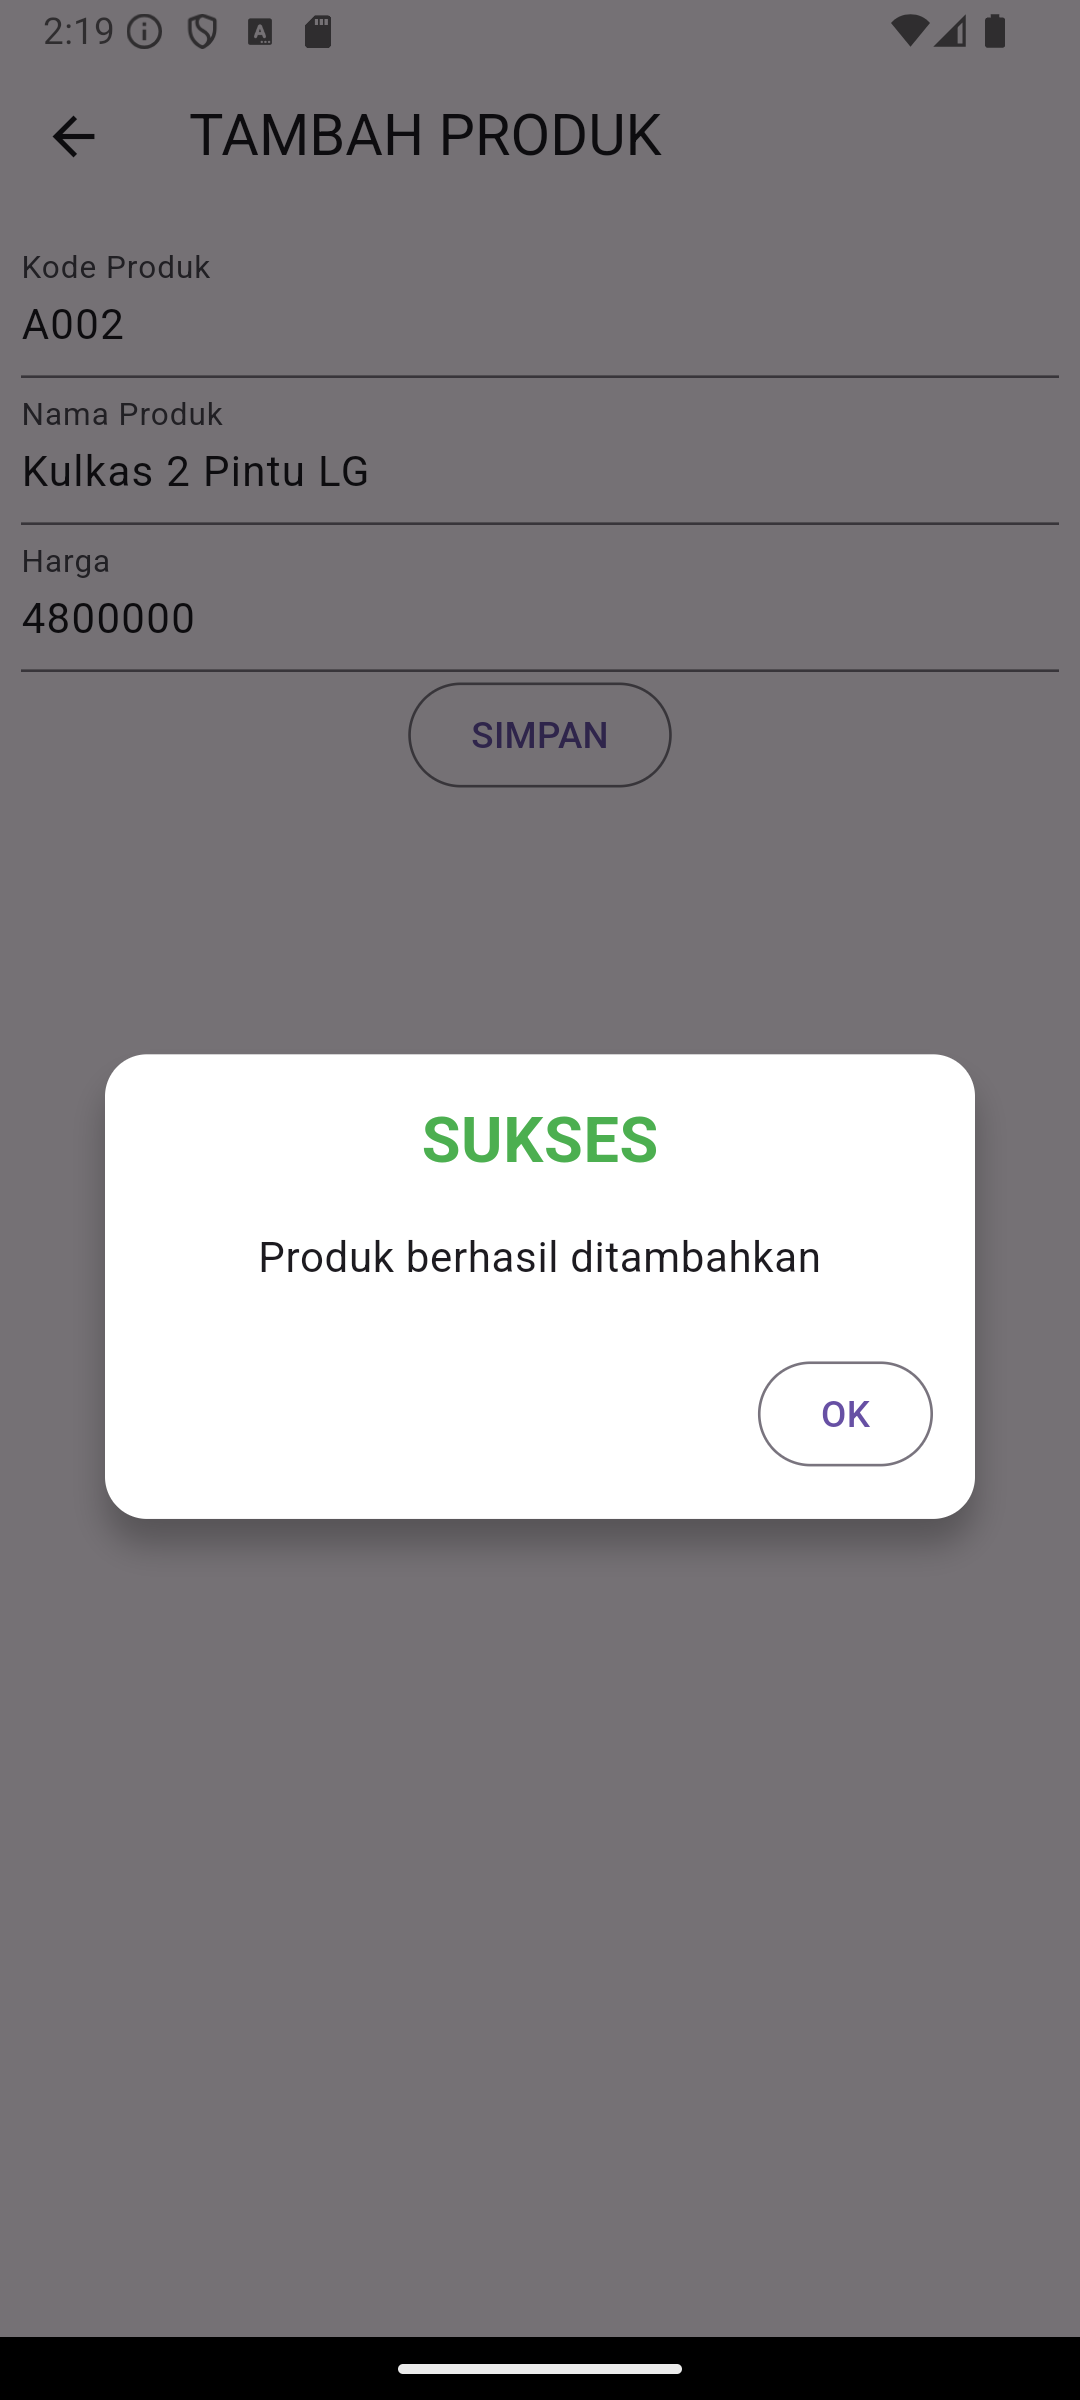 2:19
TAMBAH PRODUK
Kode Produk
A002
Nama Produk
Kulkas 2 Pintu LG
Harga
4800000
SIMPAN
SUKSES
Produk berhasil ditambahkan
OK